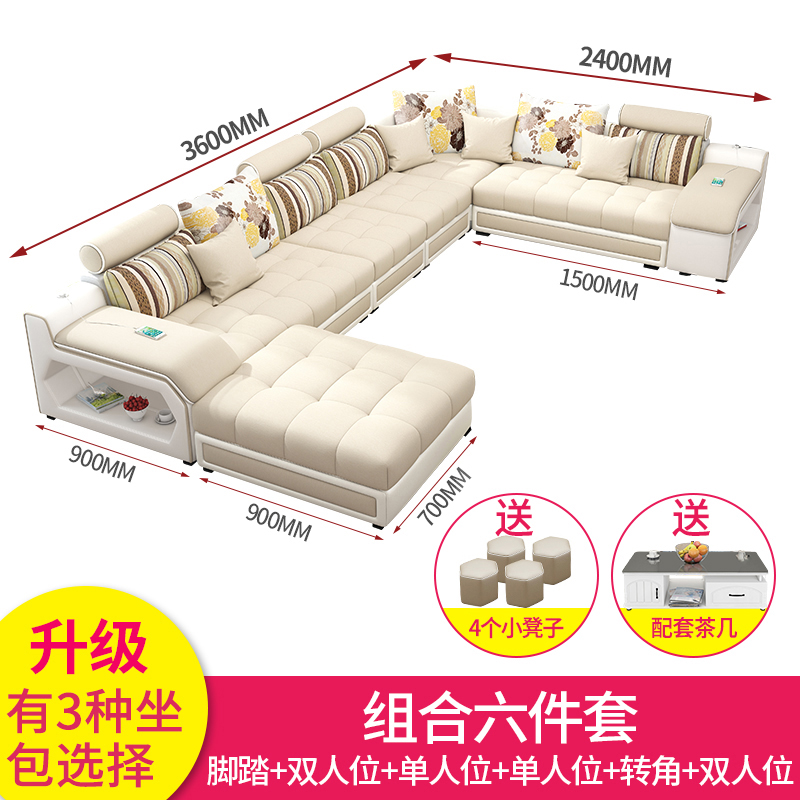 2400MM
3600MM
1500MM
900MM
900MM
700MM
送
4个小凳子
送
配套茶几
升级
有3种坐
包选择
组合六件套
脚踏+双人位+单人位+单人位+转角+双人位